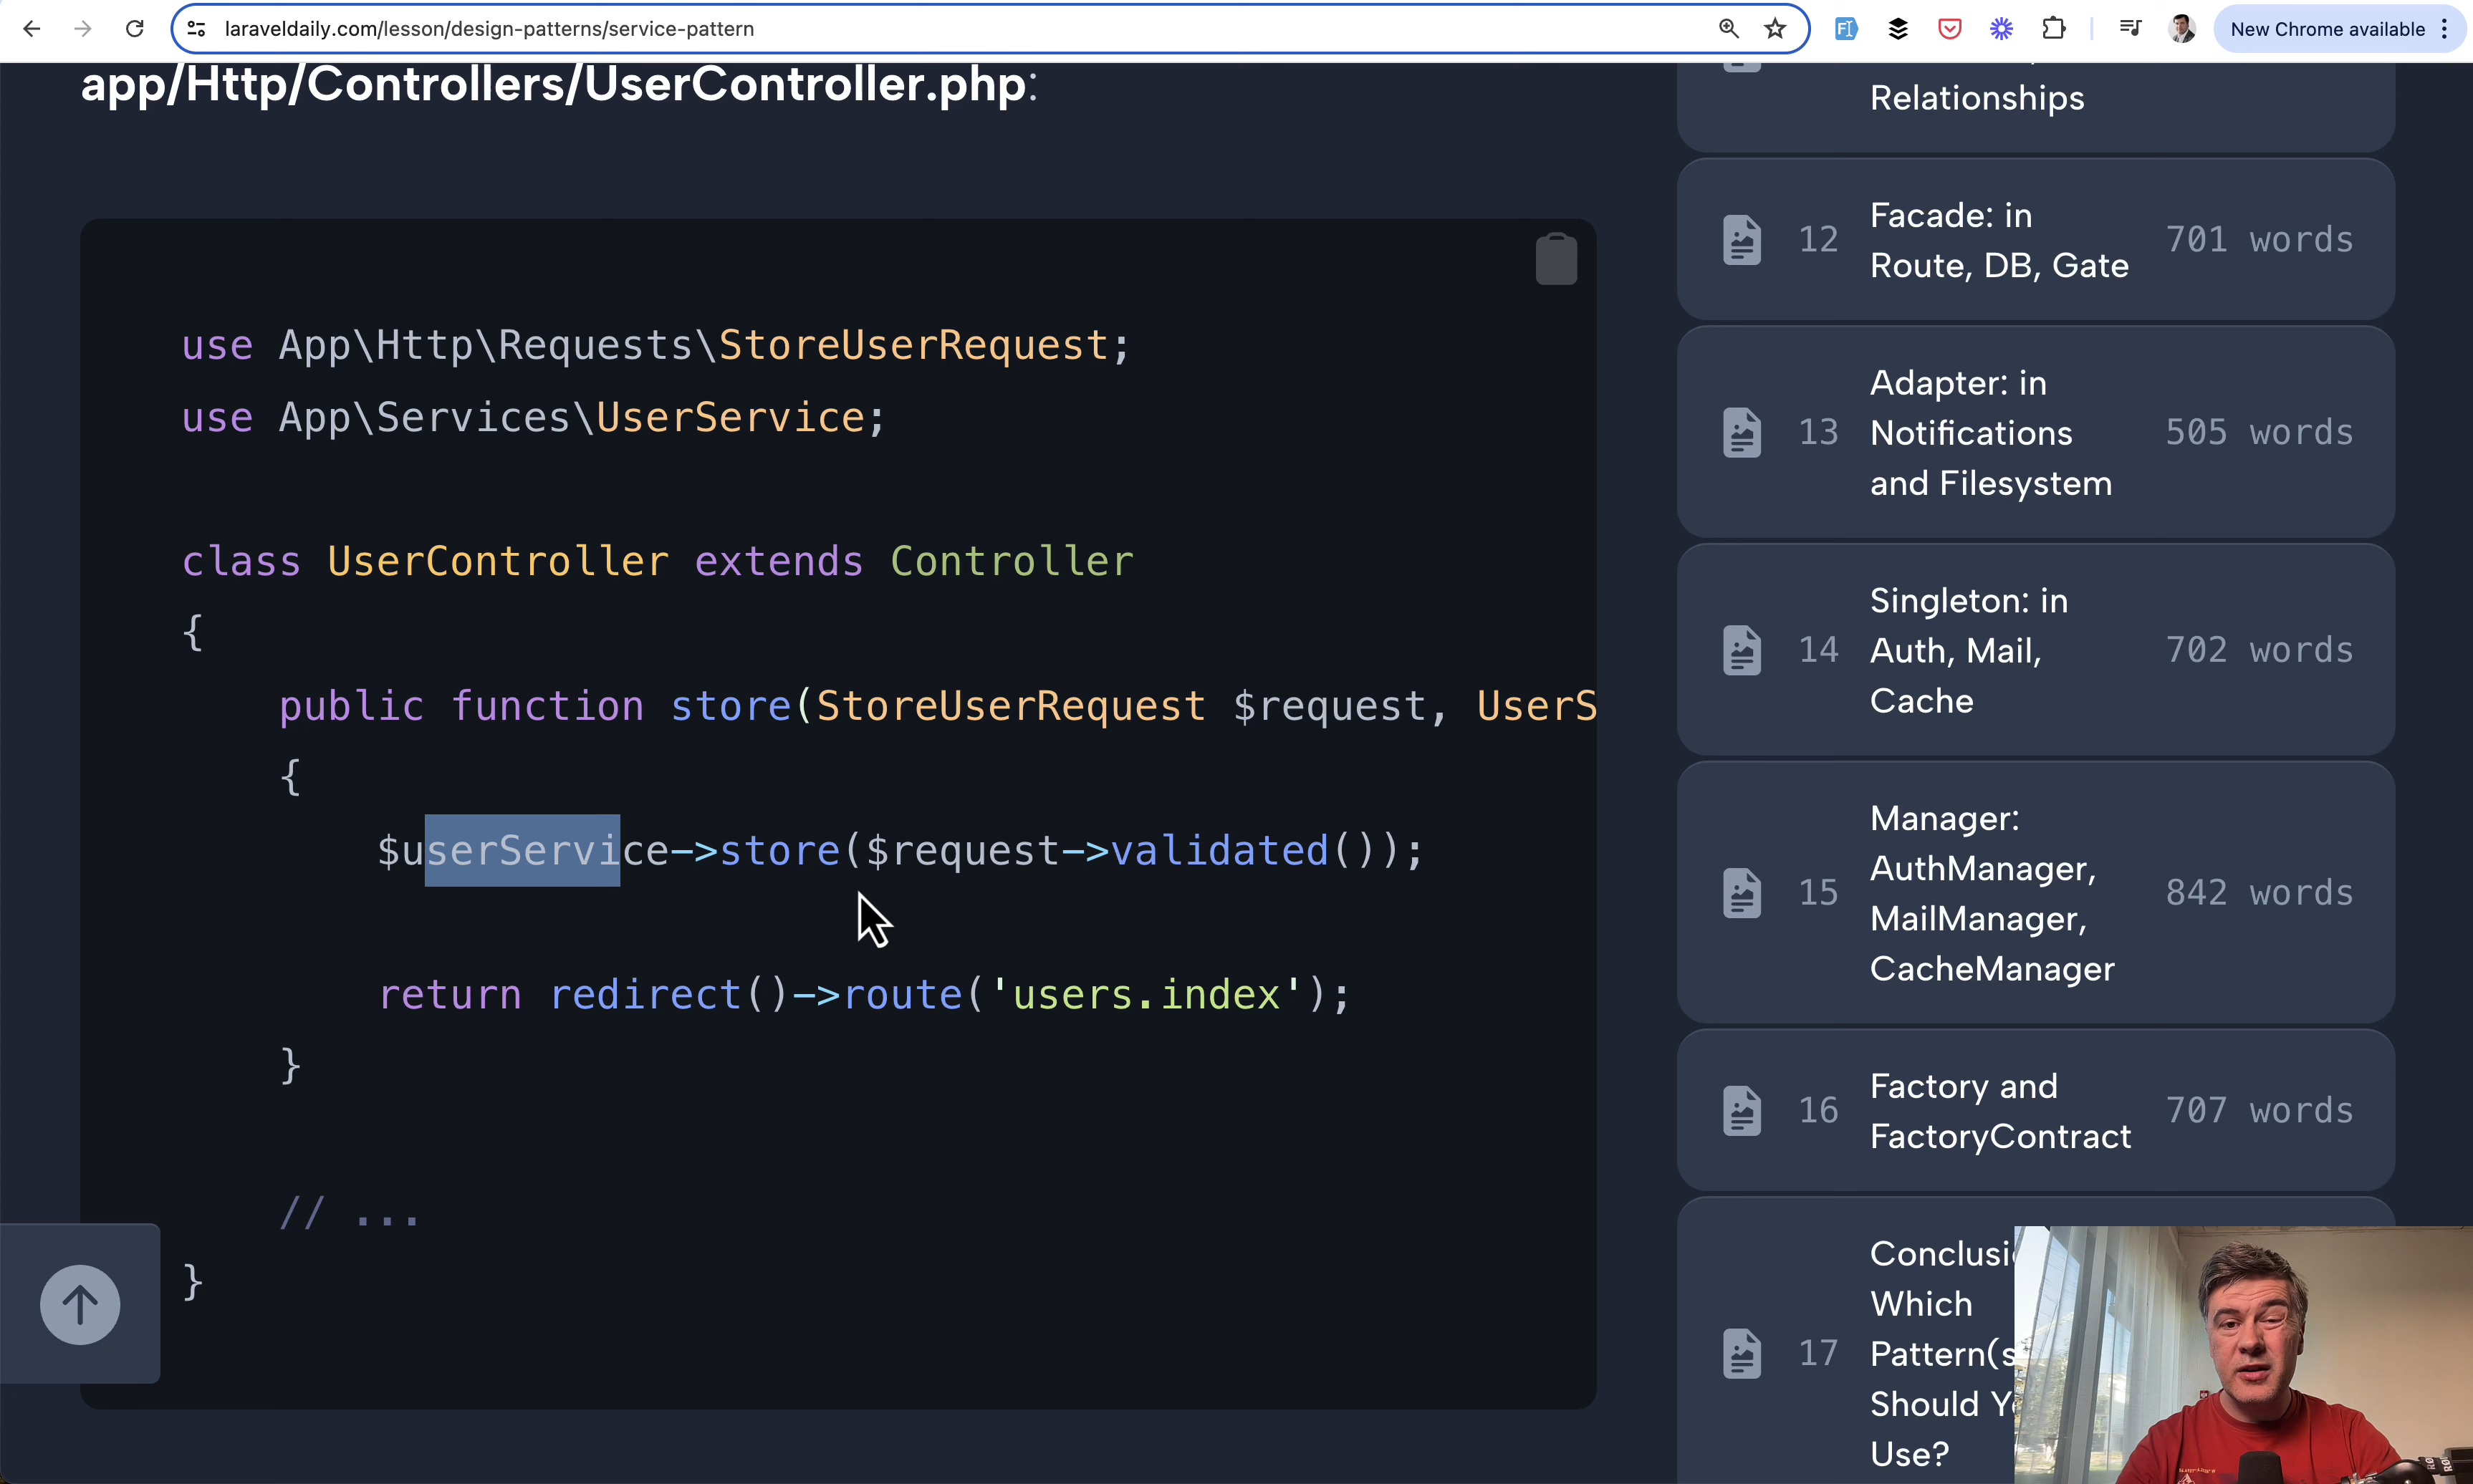 laraveldaily.com/lesson/design-patterns/service-pattern
New Chrome available
app/Http/Controllers/UserController.php:
use App\Http\Requests\StoreUserRequest;
use App\Services\UserService;
class UserController extends Controller
{
public function store(StoreUserRequest $request, UserS
{
$userService->store($request->validated());
return redirect()->route('users.index');
}
// ...
}
Relationships
12
Facade: in
Route, DB, Gate
701 words
13
Adapter: in
Notifications
and Filesystem
505 words
14
Singleton: in
Auth, Mail,
Cache
702 words
15
Manager:
AuthManager,
MailManager,
CacheManager
842 words
16
Factory and
FactoryContract
707 words
17
Conclusi
Which
Pattern(s
Should Y
Use?